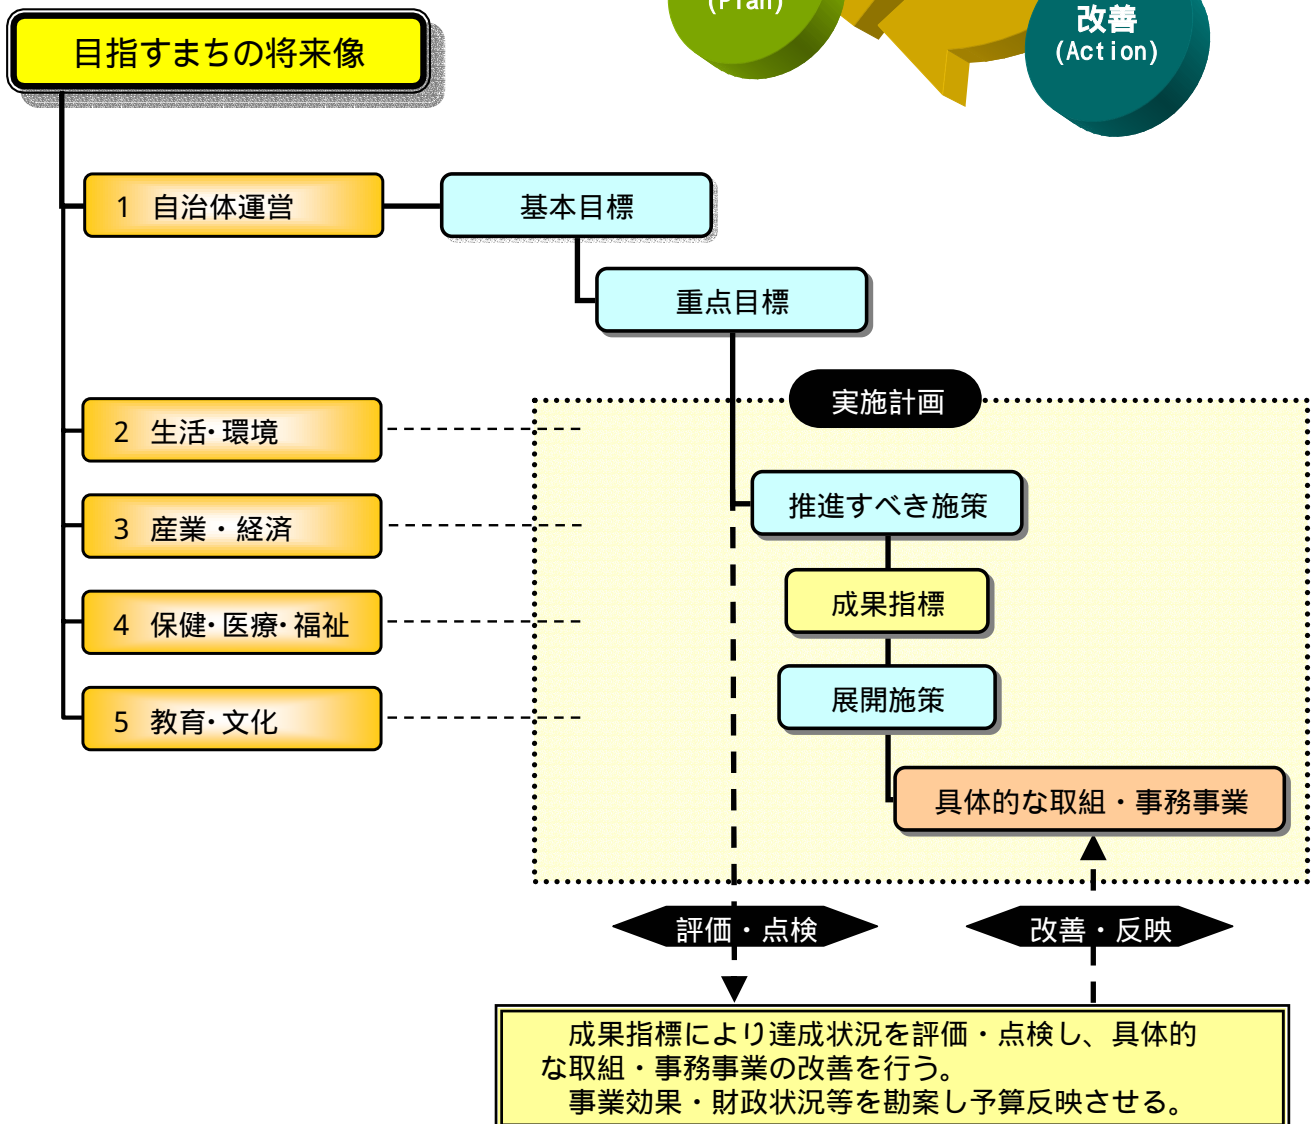 (Plan)
改善
(Action)
目指すまちの将来像
1 自治体運営
基本目標
重点目標
実施計画
2 生活・環境
推進すべき施策
3 産業・経済
成果指標
4 保健・医療・福祉
展開施策
5 教育・文化
具体的な取組・事務事業
評価・点検
改善・反映
成果指標により達成状況を評価・点検し、具体的
な取組・事務事業の改善を行う。
事業効果・財政状況等を勘案し予算反映させる。